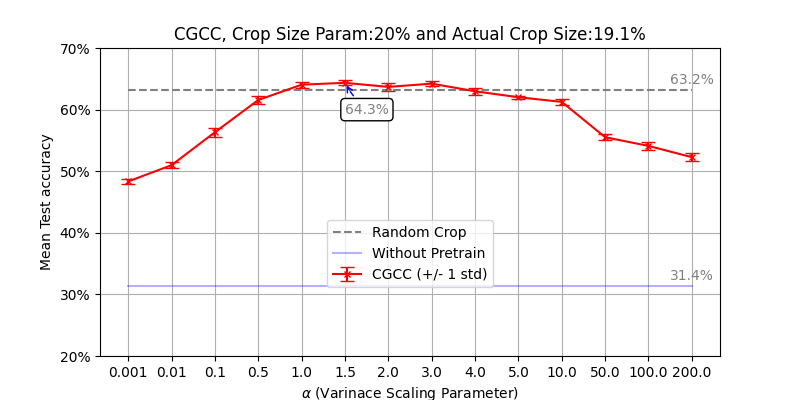 CGCC, Crop Size Param:20% and Actual Crop Size:19.1%
70%
60%
50%
40%
30%
20%
Mean Test accuracy
63.2%
64.3%
Random Crop
Without Pretrain
CGCC (+/- 1 std)
31.4%
0.001 0.01 0.1 0.5 1.0 1.5 2.0 3.0 4.0 5.0 10.0 50.0 100.0 200.0
α (Varinace Scaling Parameter)